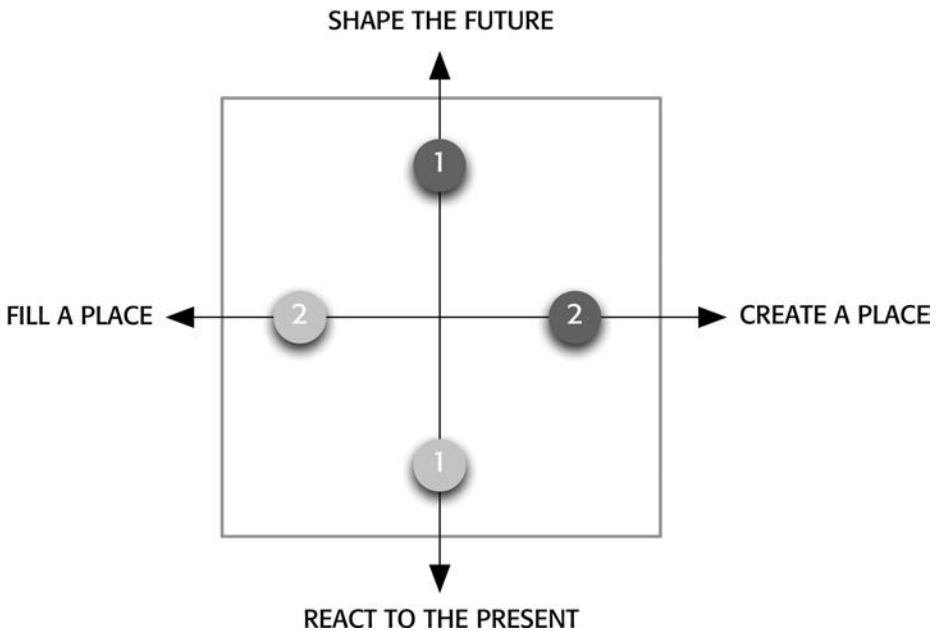 SHAPE THE FUTURE
1
FILL A PLACE
2
2
CREATE A PLACE
1
REACT TO THE PRESENT